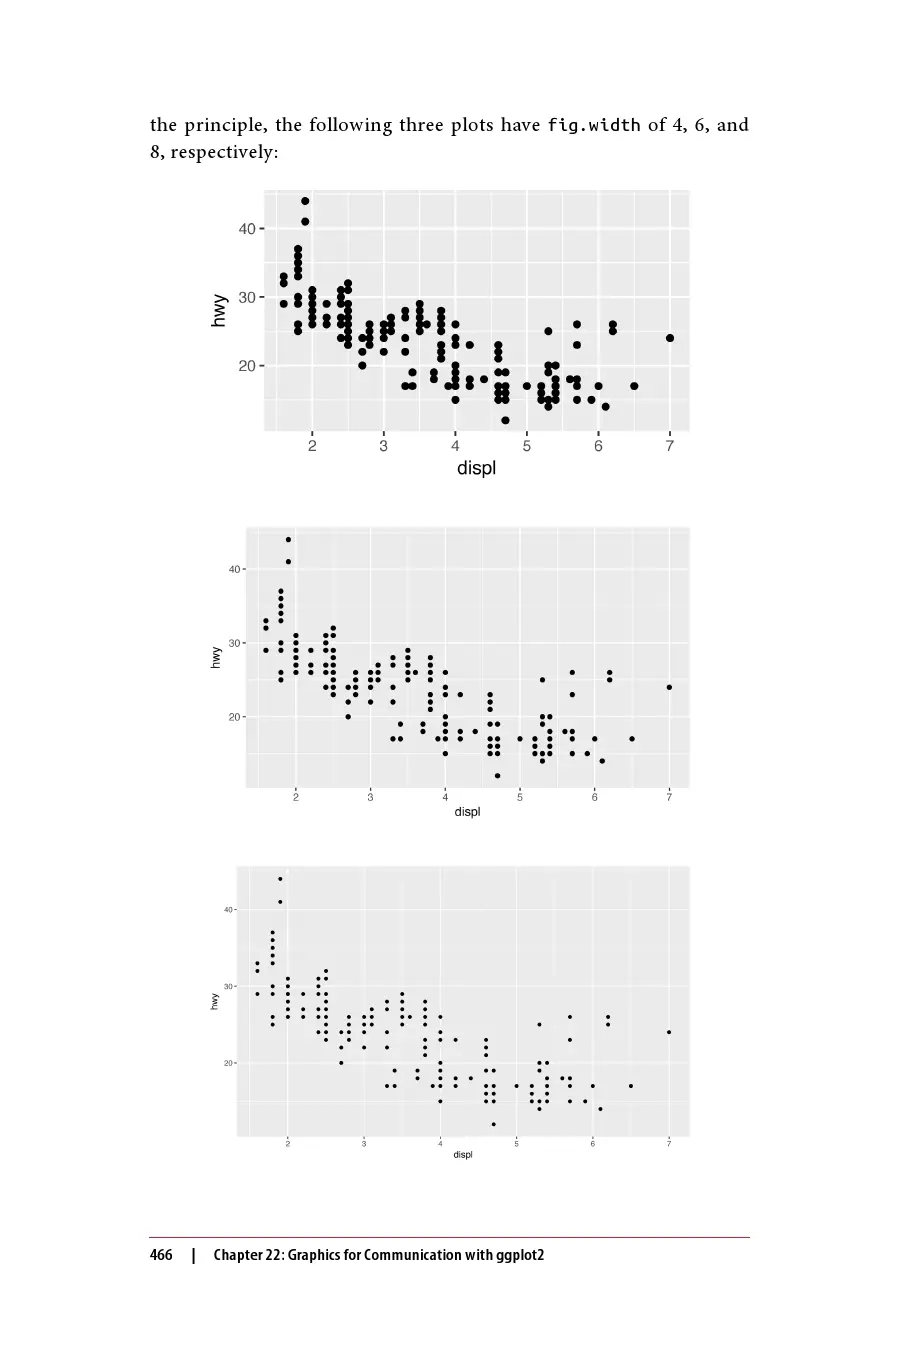 the principle, the following three plots have fig.width of 4, 6, and
8, respectively:
40
30
20
hwy
2 3 4 5 6 7
displ
40
30
20
hwy
2 3 4 5 6 7
displ
40
30
20
hwy
2 3 4 5 6 7
displ
466 | Chapter 22: Graphics for Communication with ggplot2